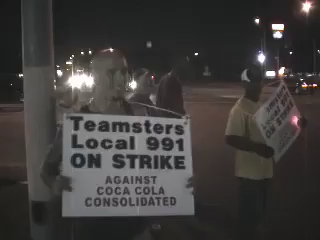 Teamsters
Local 991
ON STRIKE
AGAINST
COCA COLA
CONSOLIDATED